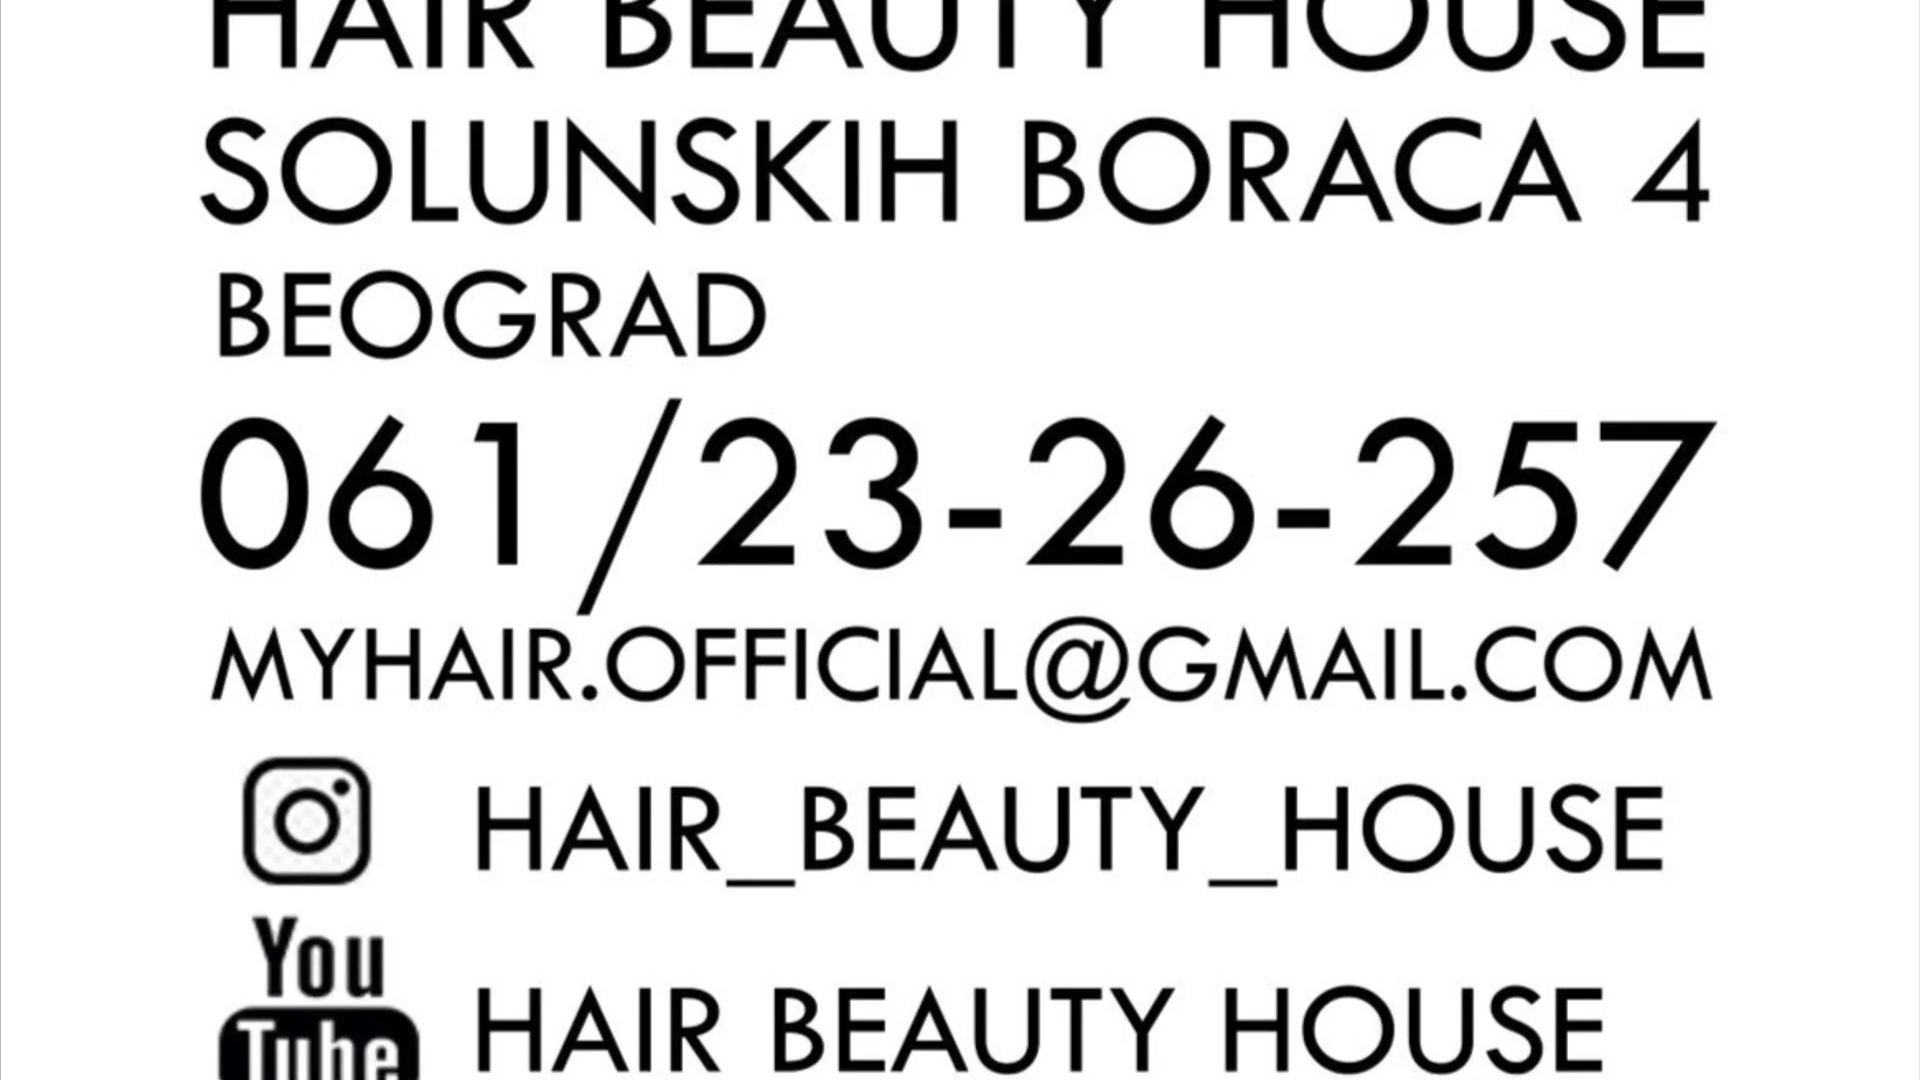 HAIR BEAUTY HOUSE
SOLUNSKIH BORACA 4
BEOGRAD
061/23-26-257
MYHAIR.OFFICIAL@GMAIL.COM
HAIR_BEAUTY_HOUSE
You
Tube
HAIR BEAUTY HOUSE